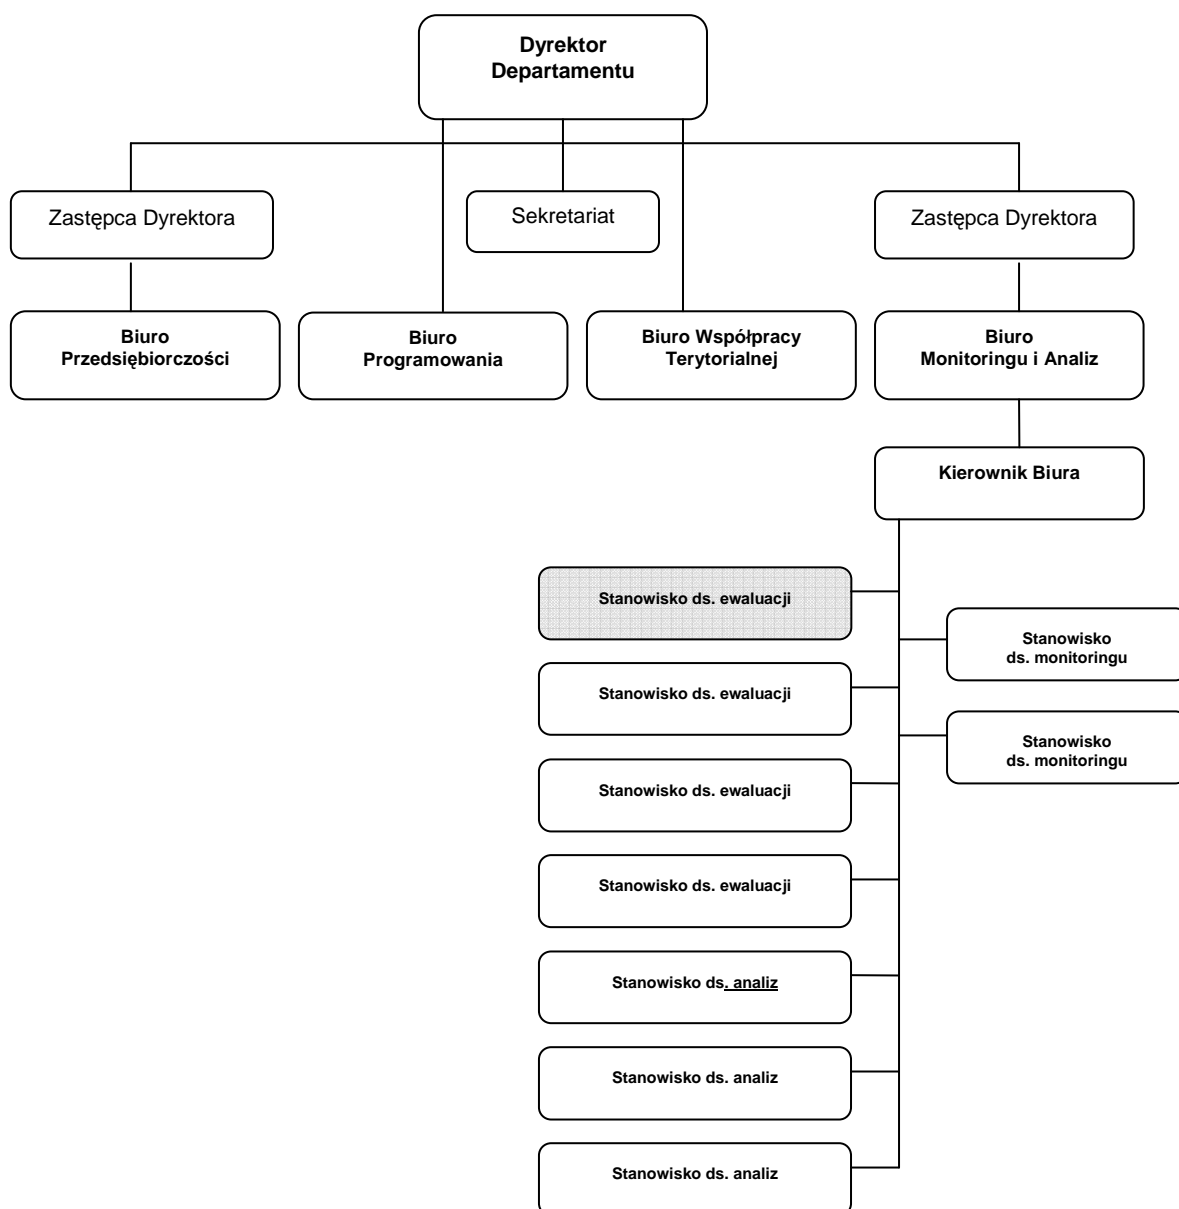 Dyrektor
Departamentu
Zastępca Dyrektora
Sekretariat
Zastępca Dyrektora
Biuro
Przedsiębiorczości
Biuro
Programowania
Biuro Współpracy
Terytorialnej
Biuro
Monitoringu i Analiz
Kierownik Biura
Stanowisko ds. ewaluacji
Stanowisko
ds. monitoringu
Stanowisko ds. ewaluacji
Stanowisko
ds. monitoringu
Stanowisko ds. ewaluacji
Stanowisko ds. ewaluacji
Stanowisko ds. analiz
Stanowisko ds. analiz
Stanowisko ds. analiz